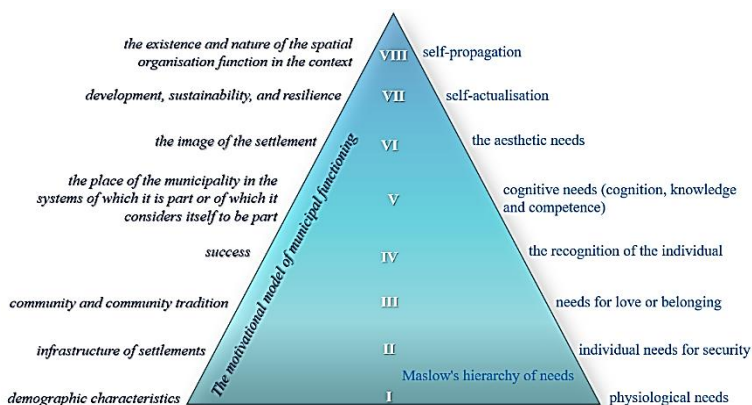 the existence and nature of the spatial
organisation function in the context
VIII
self-propagation
development, sustainability, and resilience
VII
self-actualisation
the image of the settlement
VI
the aesthetic needs
the place of the municipality in the
systems of which it is part or of which it
considers itself to be part
V
cognitive needs (cognition, knowledge
and competence)
success
IV
the recognition of the individual
community and community tradition
III
needs for love or belonging
infrastructure of settlements
II
individual needs for security
demographic characteristics
I
physiological needs
The motivational model of municipal functioning
Maslow's hierarchy of needs